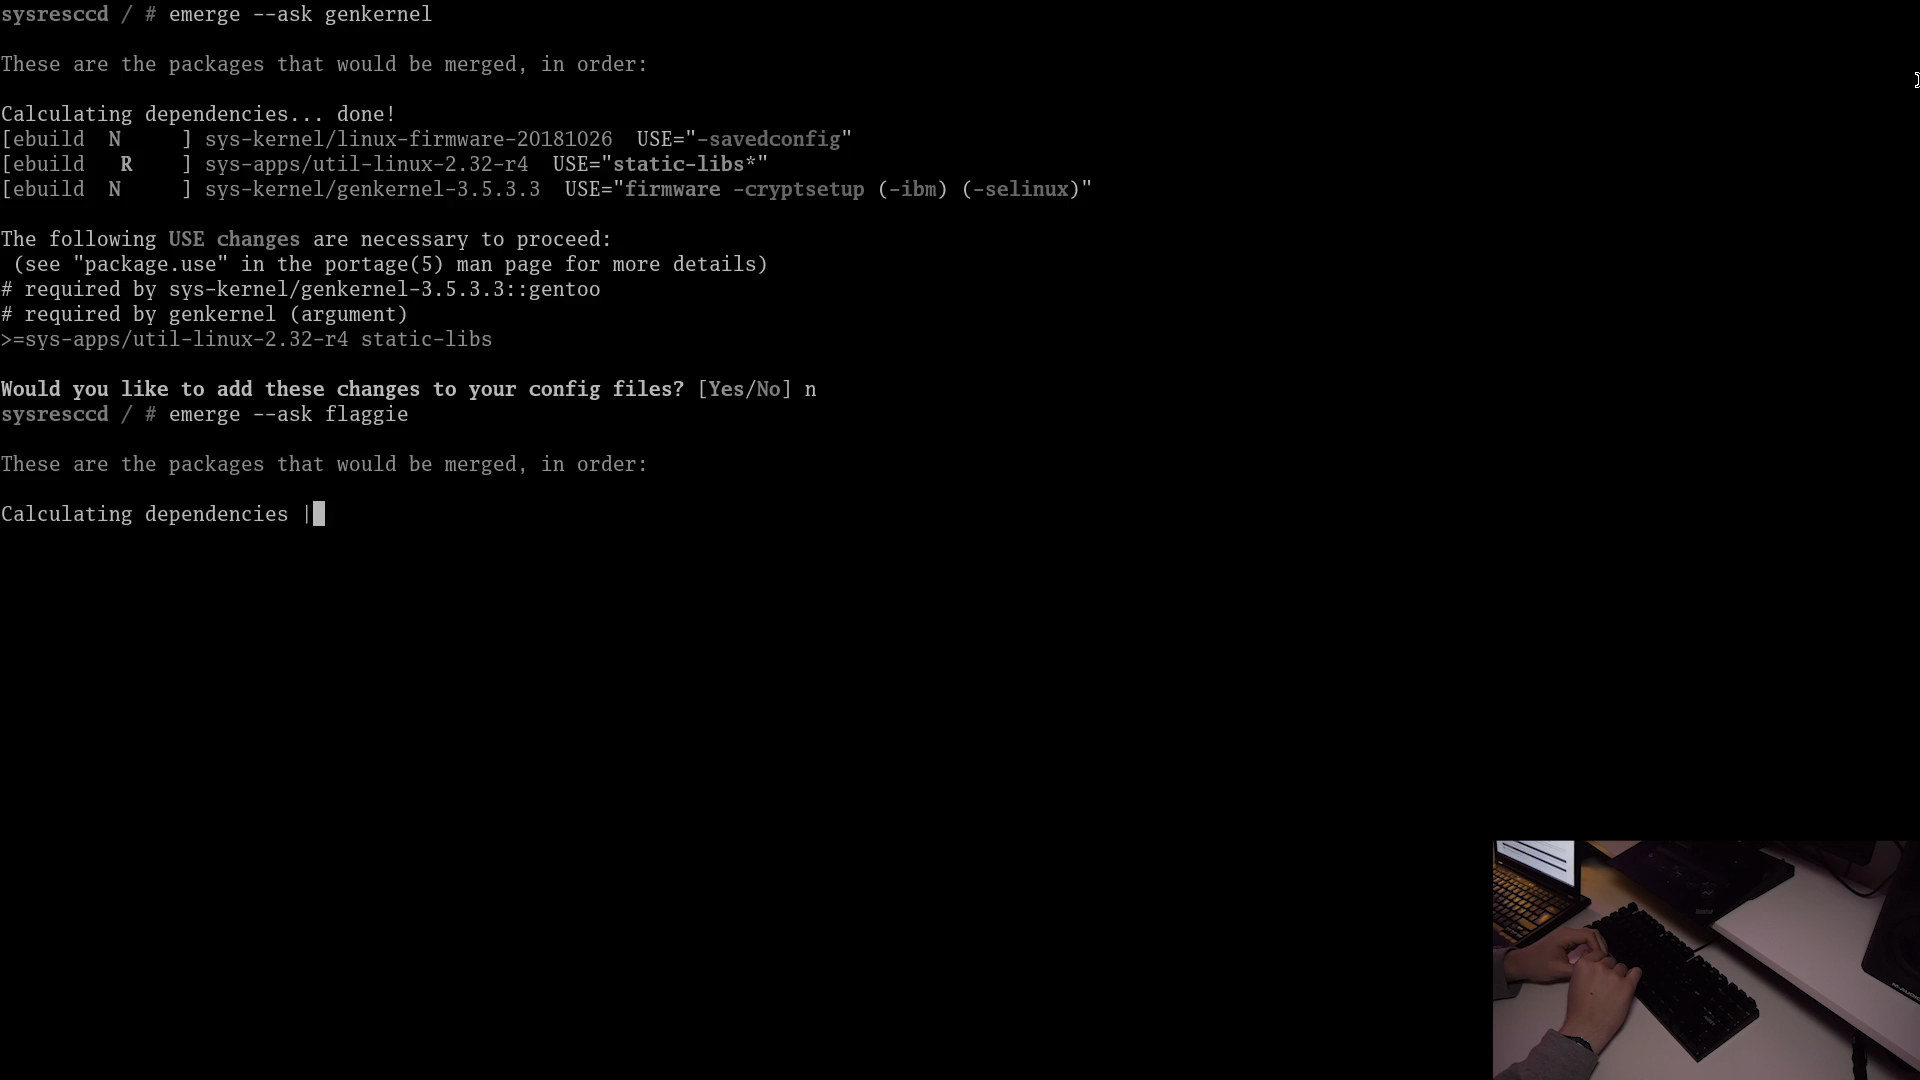 sysresccd / # emerge --ask genkernel
These are the packages that would be merged, in order:
Calculating dependencies... done!
[ebuild  N     ] sys-kernel/linux-firmware-20181026  USE="-savedconfig"
[ebuild   R    ] sys-apps/util-linux-2.32-r4  USE="static-libs*"
[ebuild  N     ] sys-kernel/genkernel-3.5.3.3  USE="firmware -cryptsetup (-ibm) (-selinux)"
The following USE changes are necessary to proceed:
 (see "package.use" in the portage(5) man page for more details)
# required by sys-kernel/genkernel-3.5.3.3::gentoo
# required by genkernel (argument)
>=sys-apps/util-linux-2.32-r4 static-libs
Would you like to add these changes to your config files? [Yes/No] n
sysresccd / # emerge --ask flaggie
These are the packages that would be merged, in order:
Calculating dependencies |